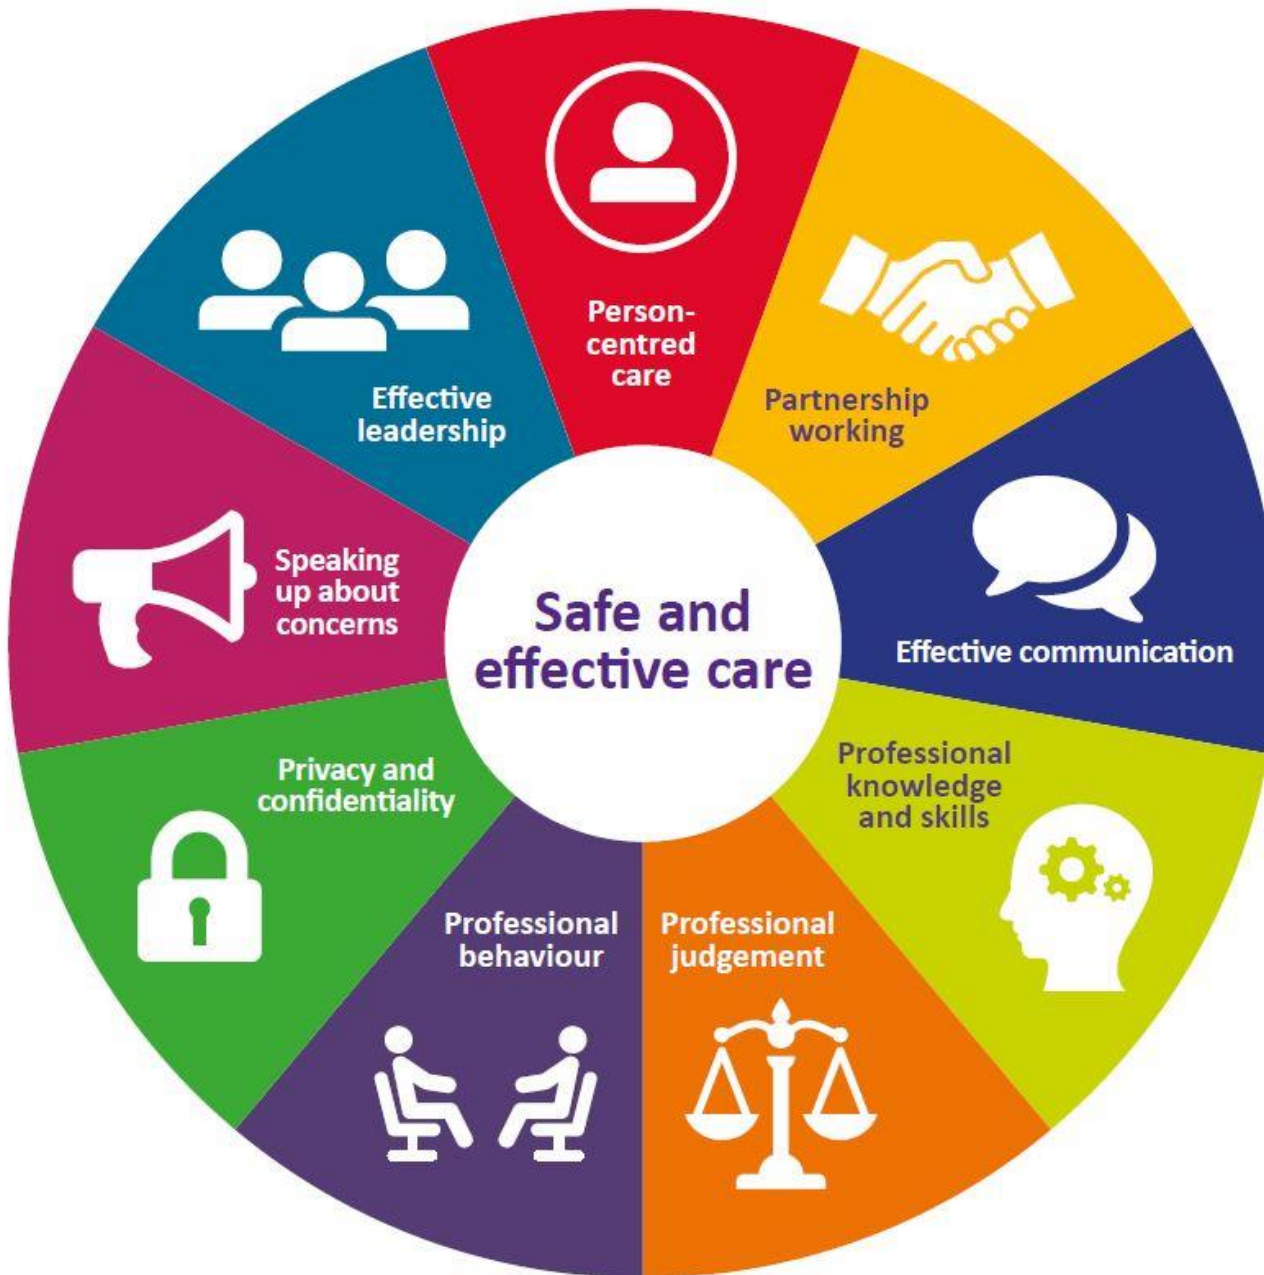 Person-
centred
care
Partnership
working
Effective communication
Professional
knowledge
and skills
Professional
judgement
Professional
behaviour
Privacy and
confidentiality
Speaking
up about
concerns
Effective
leadership
Safe and
effective care